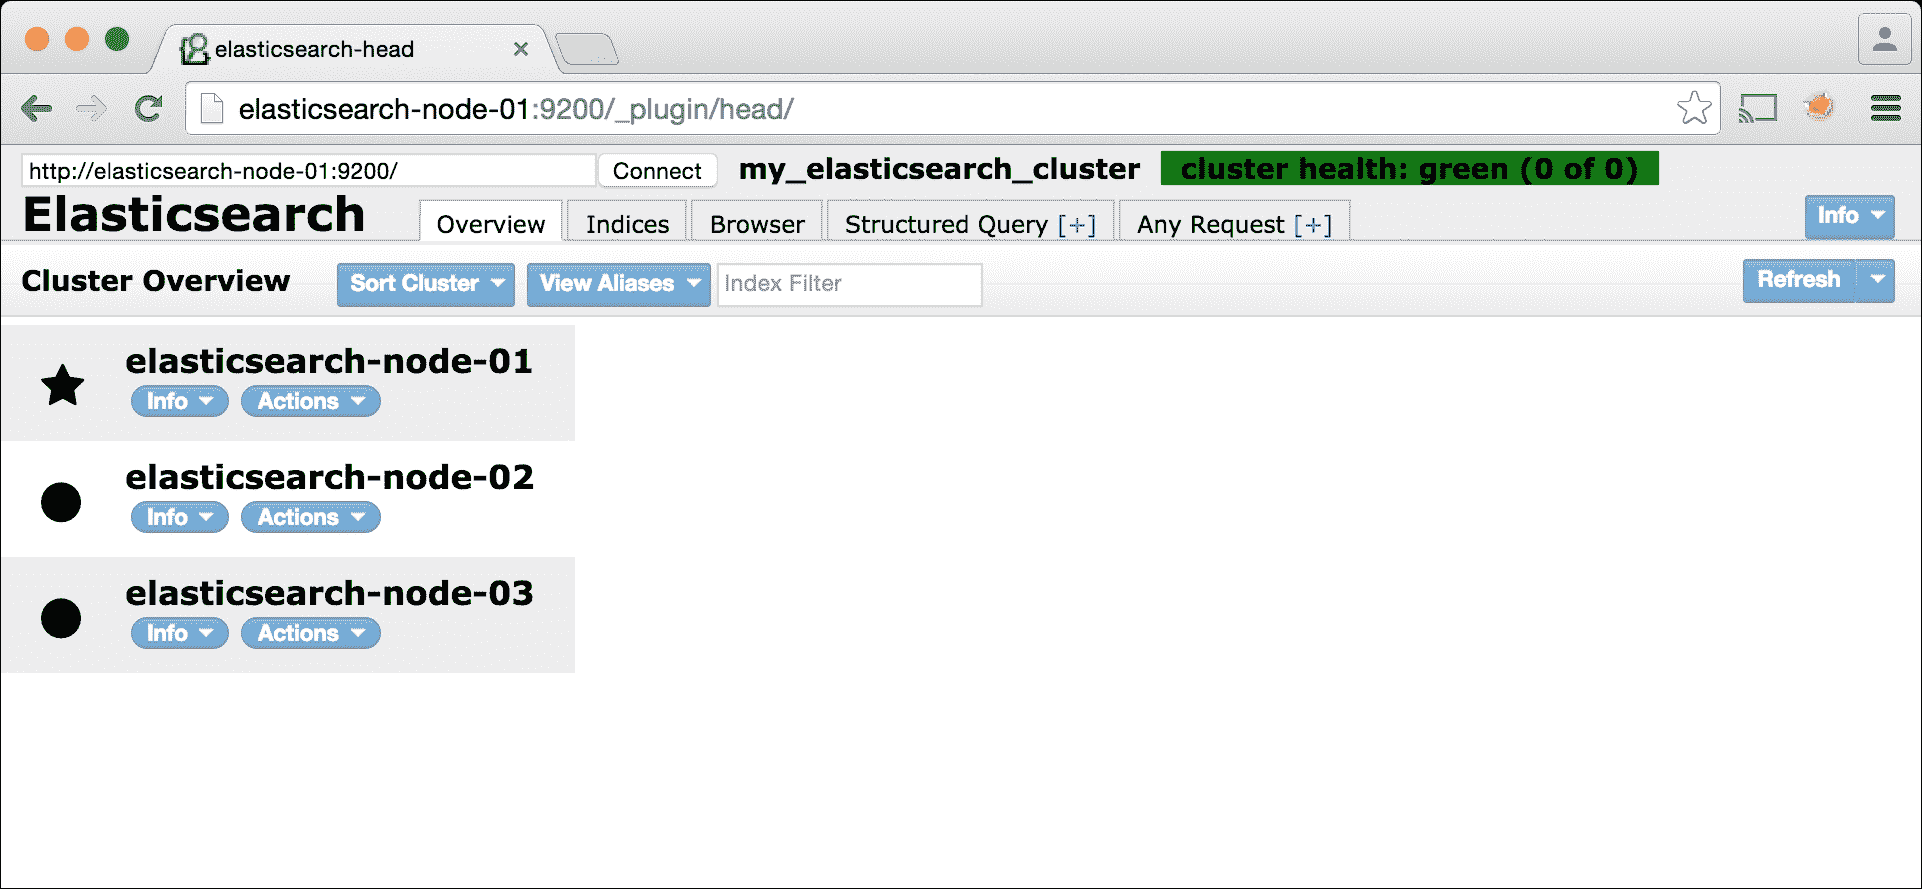 elasticsearch-head
elasticsearch-node-01:9200/_plugin/head/
http://elasticsearch-node-01:9200/ Connect my_elasticsearch_cluster cluster health: green (0 of 0)
Elasticsearch Overview Indices Browser Structured Query [+] Any Request [+] Info
Cluster Overview Sort Cluster View Aliases Index Filter Refresh
elasticsearch-node-01
Info Actions
elasticsearch-node-02
Info Actions
elasticsearch-node-03
Info Actions